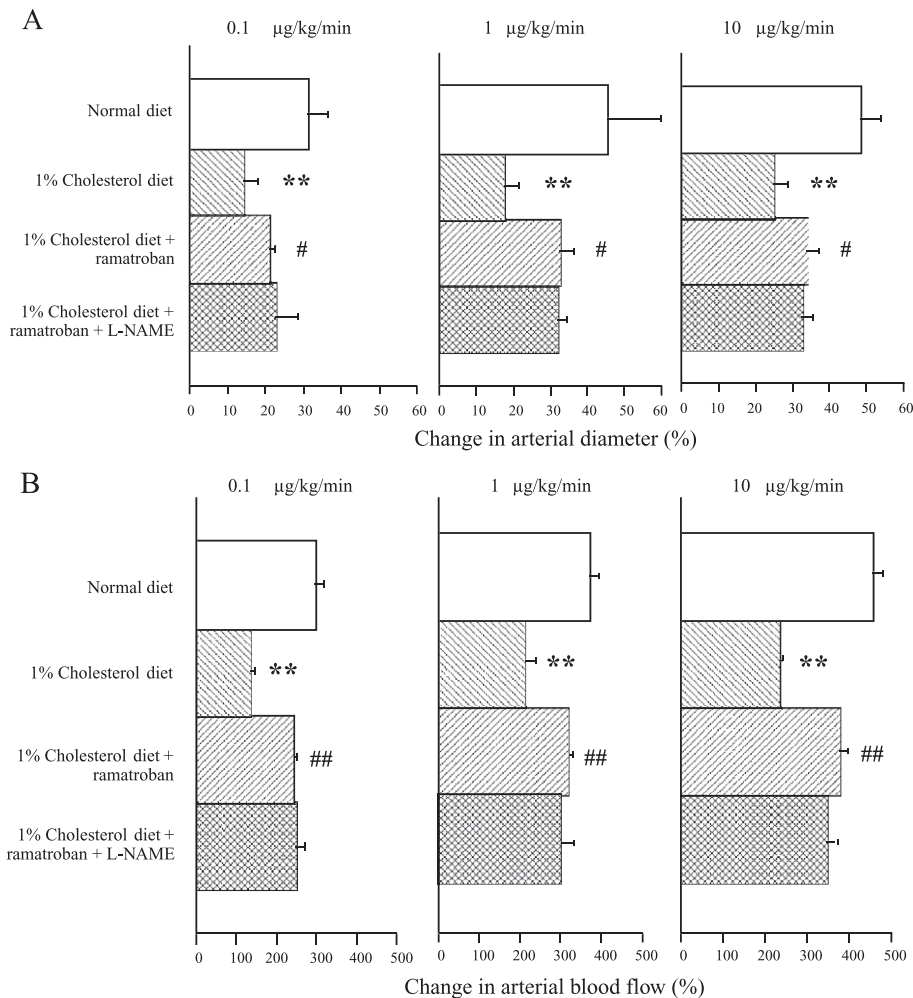 A
0.1 µg/kg/min
1 µg/kg/min
10 µg/kg/min
Normal diet
1% Cholesterol diet
**
**
**
1% Cholesterol diet +
ramatroban
#
#
#
1% Cholesterol diet +
ramatroban + L-NAME
0 10 20 30 40 50 60
0 10 20 30 40 50 60
0 10 20 30 40 50 60
Change in arterial diameter (%)
B
0.1 µg/kg/min
1 µg/kg/min
10 µg/kg/min
Normal diet
1% Cholesterol diet
**
**
**
1% Cholesterol diet +
ramatroban
##
##
##
1% Cholesterol diet +
ramatroban + L-NAME
0 100 200 300 400 500
0 100 200 300 400 500
0 100 200 300 400 500
Change in arterial blood flow (%)